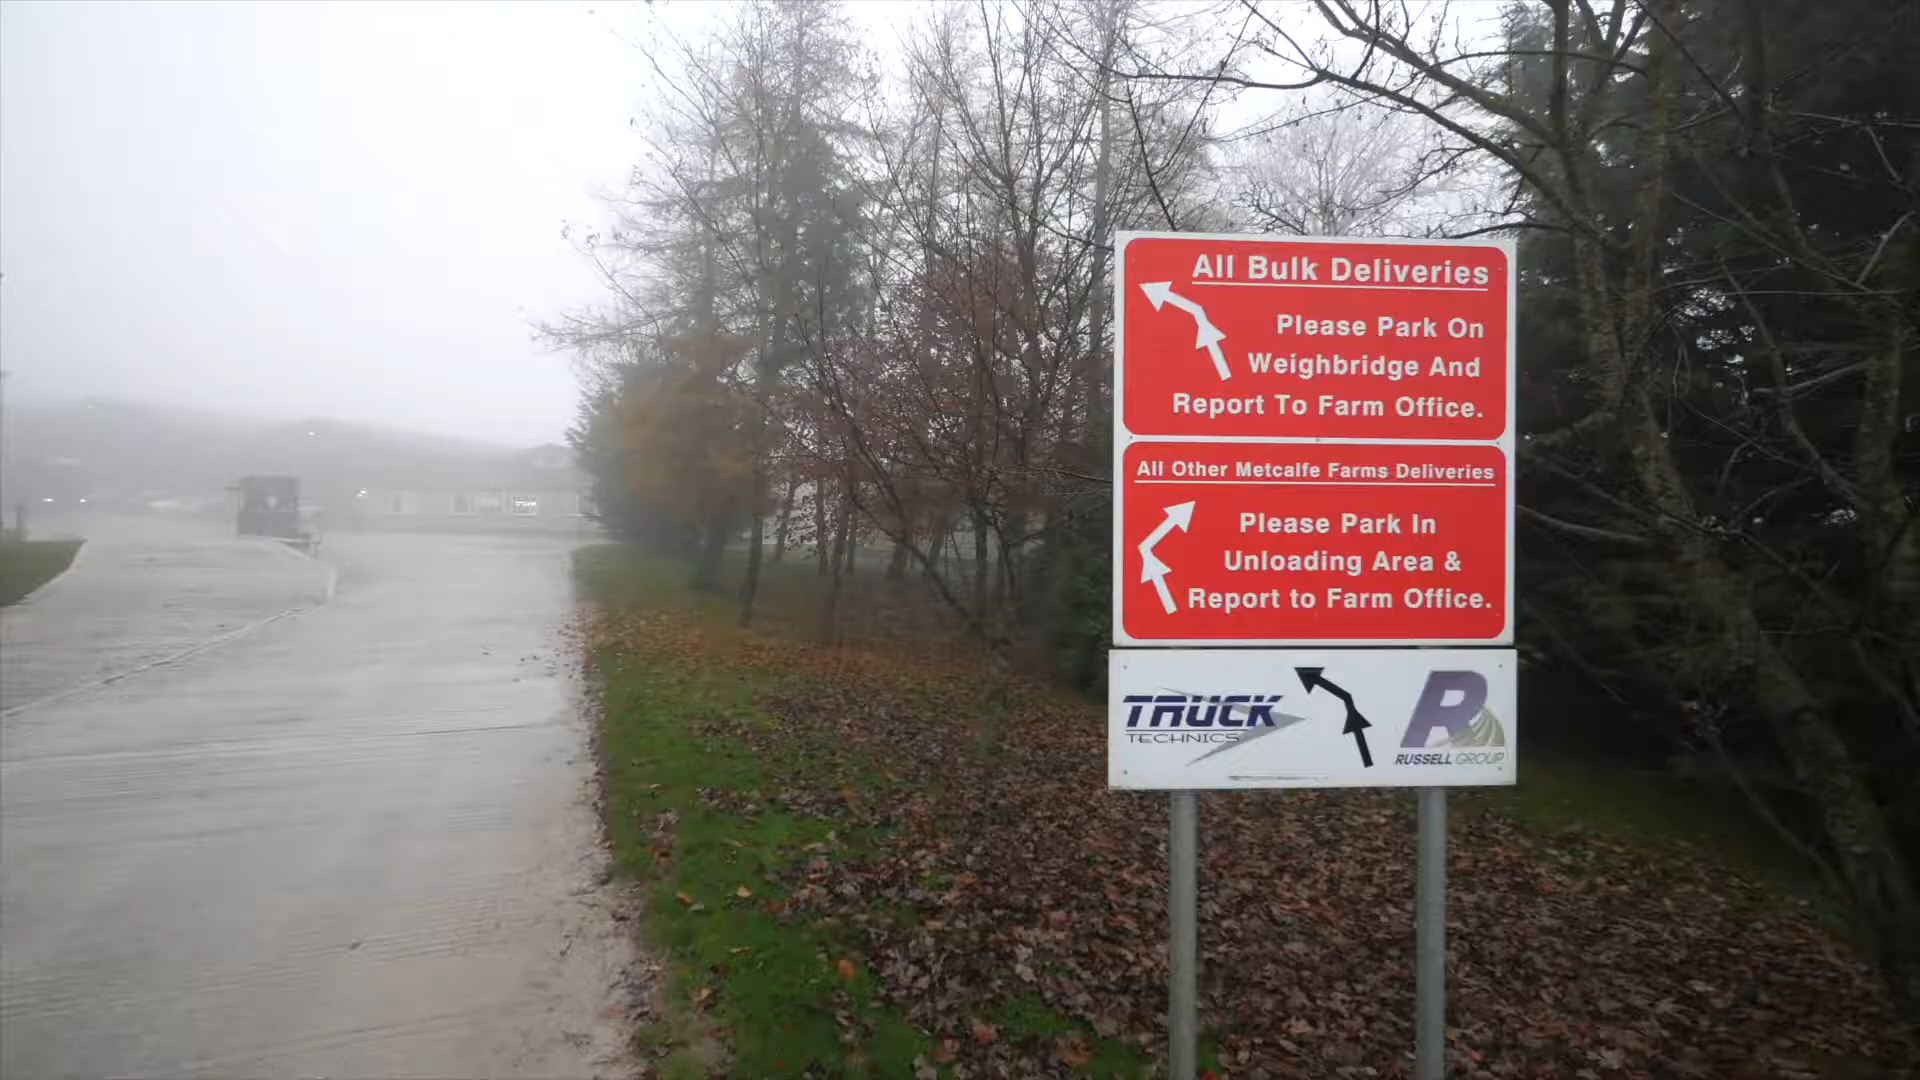 All Bulk Deliveries
Please Park On
Weighbridge And
Report To Farm Office.
All Other Metcalfe Farms Deliveries
Please Park In
Unloading Area &
Report to Farm Office.
TRUCK
TECHNICS
R
RUSSELL GROUP